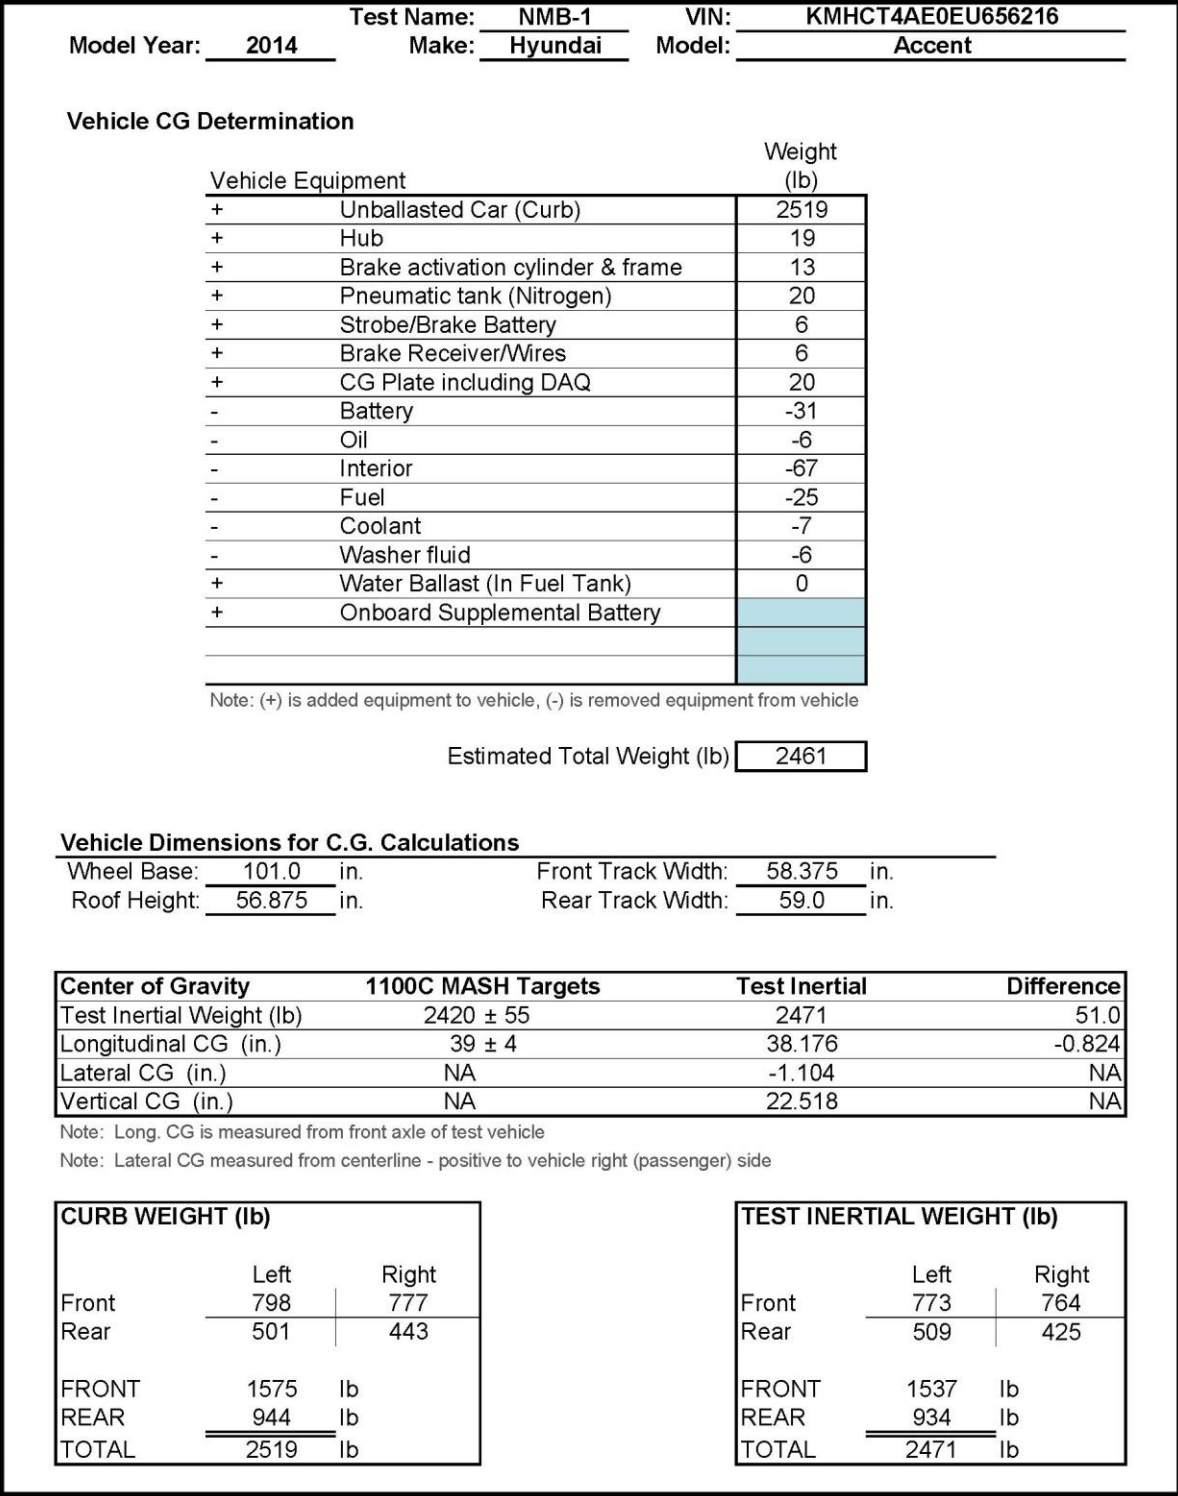 Test Name: NMB-1 VIN: KMHCT4AE0EU656216
Model Year: 2014 Make: Hyundai Model: Accent
Vehicle CG Determination
Weight
Vehicle Equipment (lb)
+ Unballasted Car (Curb) 2519
+ Hub 19
+ Brake activation cylinder & frame 13
+ Pneumatic tank (Nitrogen) 20
+ Strobe/Brake Battery 6
+ Brake Receiver/Wires 6
+ CG Plate including DAQ 20
- Battery -31
- Oil -6
- Interior -67
- Fuel -25
- Coolant -7
- Washer fluid -6
+ Water Ballast (In Fuel Tank) 0
+ Onboard Supplemental Battery
Note: (+) is added equipment to vehicle, (-) is removed equipment from vehicle
Estimated Total Weight (lb) 2461
Vehicle Dimensions for C.G. Calculations
Wheel Base: 101.0 in. Front Track Width: 58.375 in.
Roof Height: 56.875 in. Rear Track Width: 59.0 in.
Center of Gravity 1100C MASH Targets Test Inertial Difference
Test Inertial Weight (lb) 2420 ± 55 2471 51.0
Longitudinal CG (in.) 39 ± 4 38.176 -0.824
Lateral CG (in.) NA -1.104 NA
Vertical CG (in.) NA 22.518 NA
Note: Long. CG is measured from front axle of test vehicle
Note: Lateral CG measured from centerline - positive to vehicle right (passenger) side
CURB WEIGHT (lb)
Left Right
Front 798 777
Rear 501 443
FRONT 1575 lb
REAR 944 lb
TOTAL 2519 lb
TEST INERTIAL WEIGHT (lb)
Left Right
Front 773 764
Rear 509 425
FRONT 1537 lb
REAR 934 lb
TOTAL 2471 lb